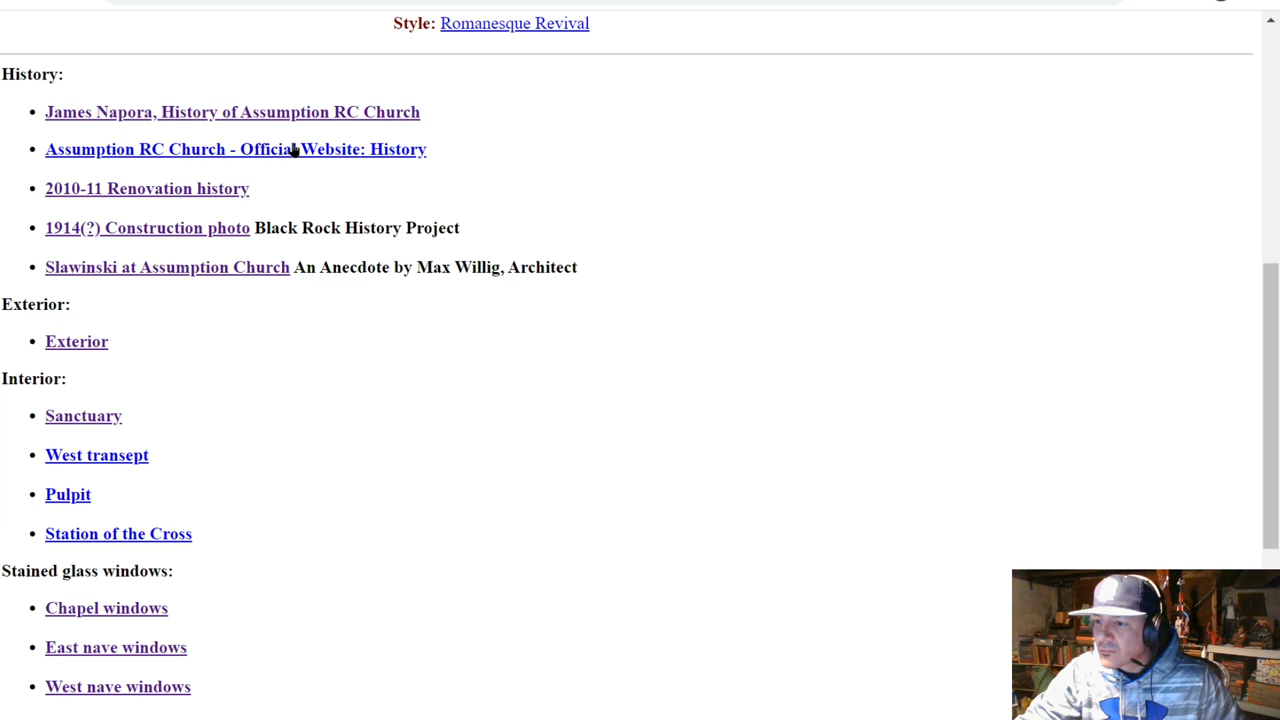 Style: Romanesque Revival
History:
James Napora, History of Assumption RC Church
Assumption RC Church - Official Website: History
2010-11 Renovation history
1914(?) Construction photo Black Rock History Project
Slawinski at Assumption Church An Anecdote by Max Willig, Architect
Exterior:
Exterior
Interior:
Sanctuary
West transept
Pulpit
Station of the Cross
Stained glass windows:
Chapel windows
East nave windows
West nave windows